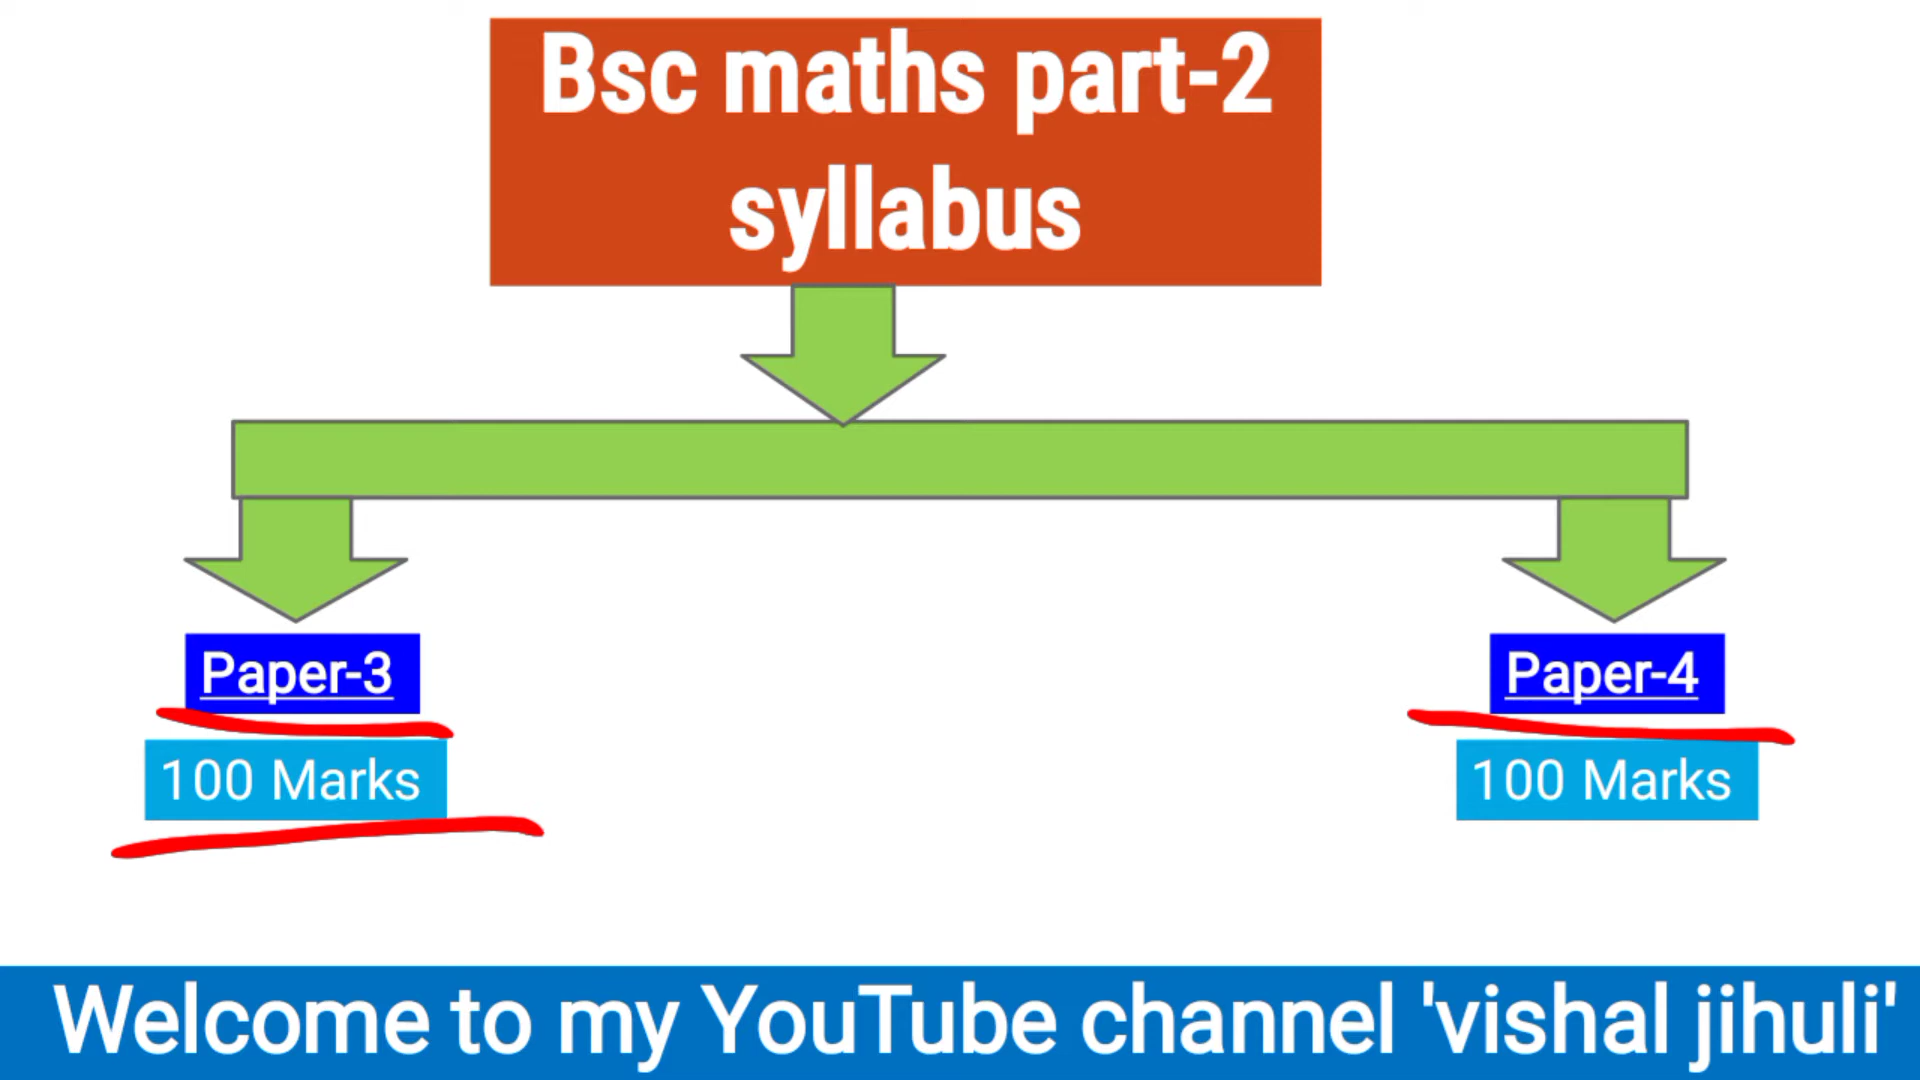 Bsc maths part-2
syllabus
Paper-3
Paper-4
100 Marks
100 Marks
Welcome to my YouTube channel 'vishal jihuli'